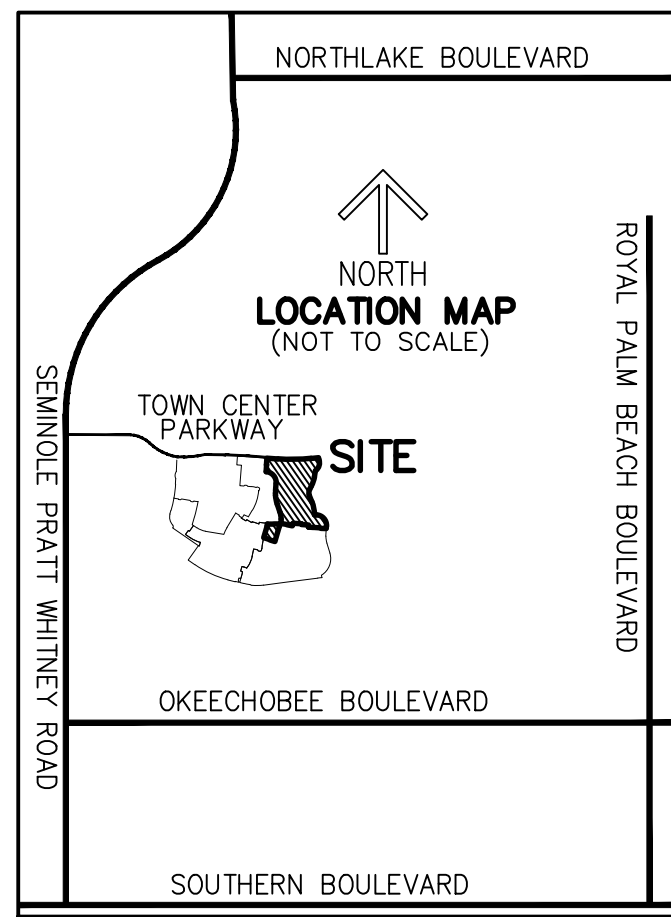 NORTHLAKE BOULEVARD
NORTH
LOCATION MAP
(NOT TO SCALE)
ROYAL PALM BEACH BOULEVARD
SEMINOLE PRATT WHITNEY ROAD
TOWN CENTER
PARKWAY
SITE
OKEECHOBEE BOULEVARD
SOUTHERN BOULEVARD